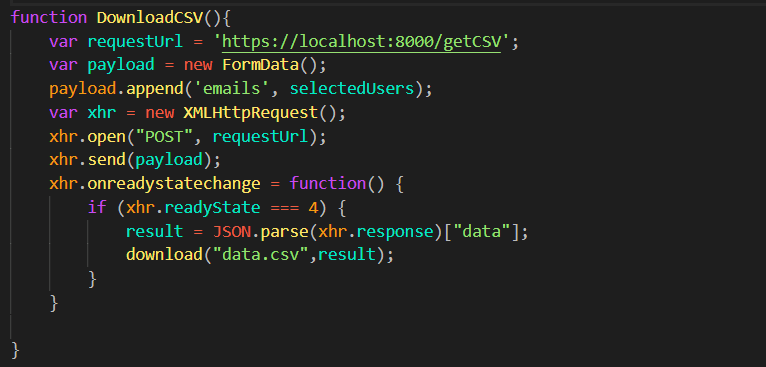 function DownloadCSV(){
    var requestUrl = 'https://localhost:8000/getCSV';
    var payload = new FormData();
    payload.append('emails', selectedUsers);
    var xhr = new XMLHttpRequest();
    xhr.open("POST", requestUrl);
    xhr.send(payload);
    xhr.onreadystatechange = function() {
        if (xhr.readyState === 4) {
            result = JSON.parse(xhr.response)["data"];
            download("data.csv",result);
        }
    }
}